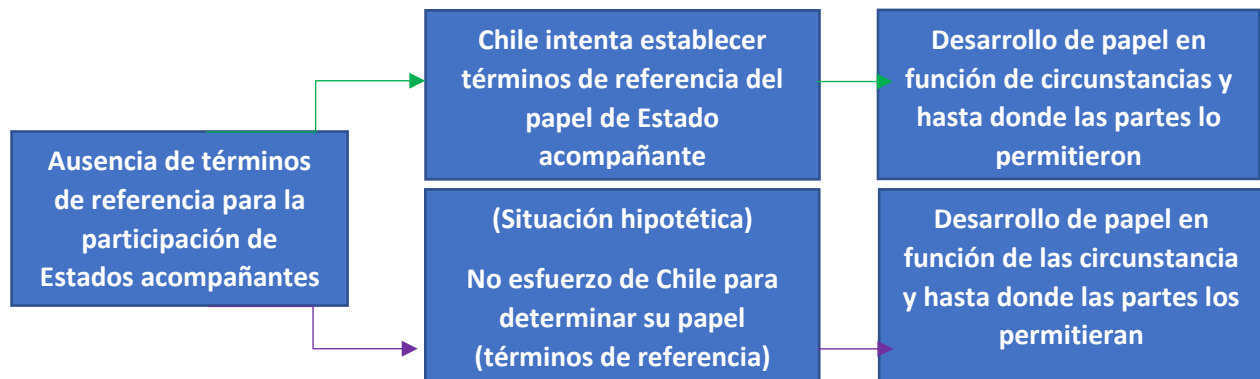 Ausencia de términos
de referencia para la
participación de
Estados acompañantes
Chile intenta establecer
términos de referencia del
papel de Estado
acompañante
Desarrollo de papel en
función de circunstancias y
hasta donde las partes lo
permitieron
(Situación hipotética)
No esfuerzo de Chile para
determinar su papel
(términos de referencia)
Desarrollo de papel en
función de las circunstancia
y hasta donde las partes los
permitieran